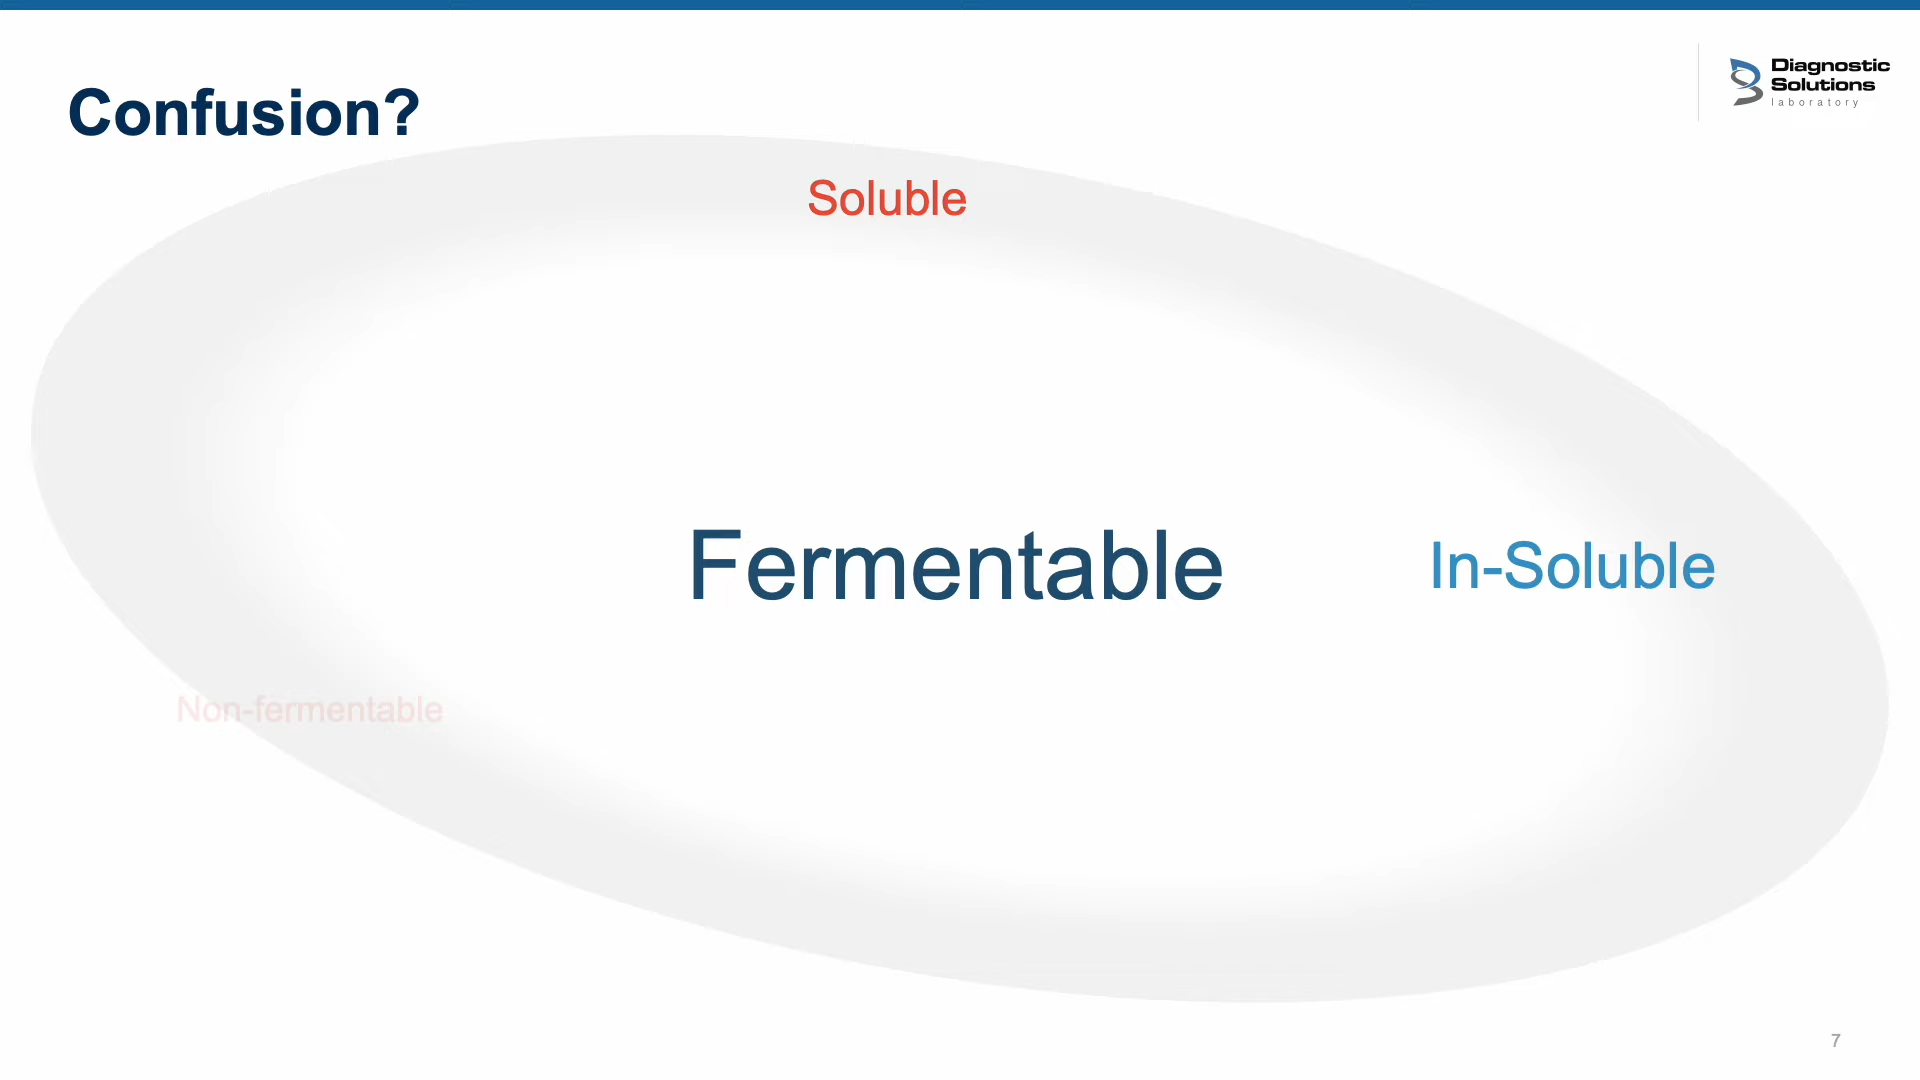 Confusion?
Diagnostic
Solutions
laboratory
Soluble
Fermentable
In-Soluble
Non-fermentable
7